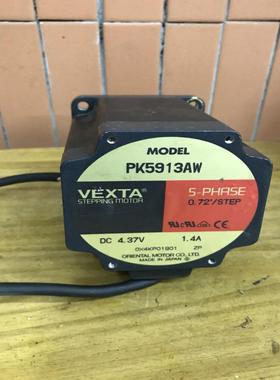 MODEL
PK5913AW
VEXTA®
STEPPING MOTOR
5-PHASE
0.72°/STEP
DC 4.37V 1.4A
ZP
ORIENTAL MOTOR CO., LTD.
MADE IN JAPAN